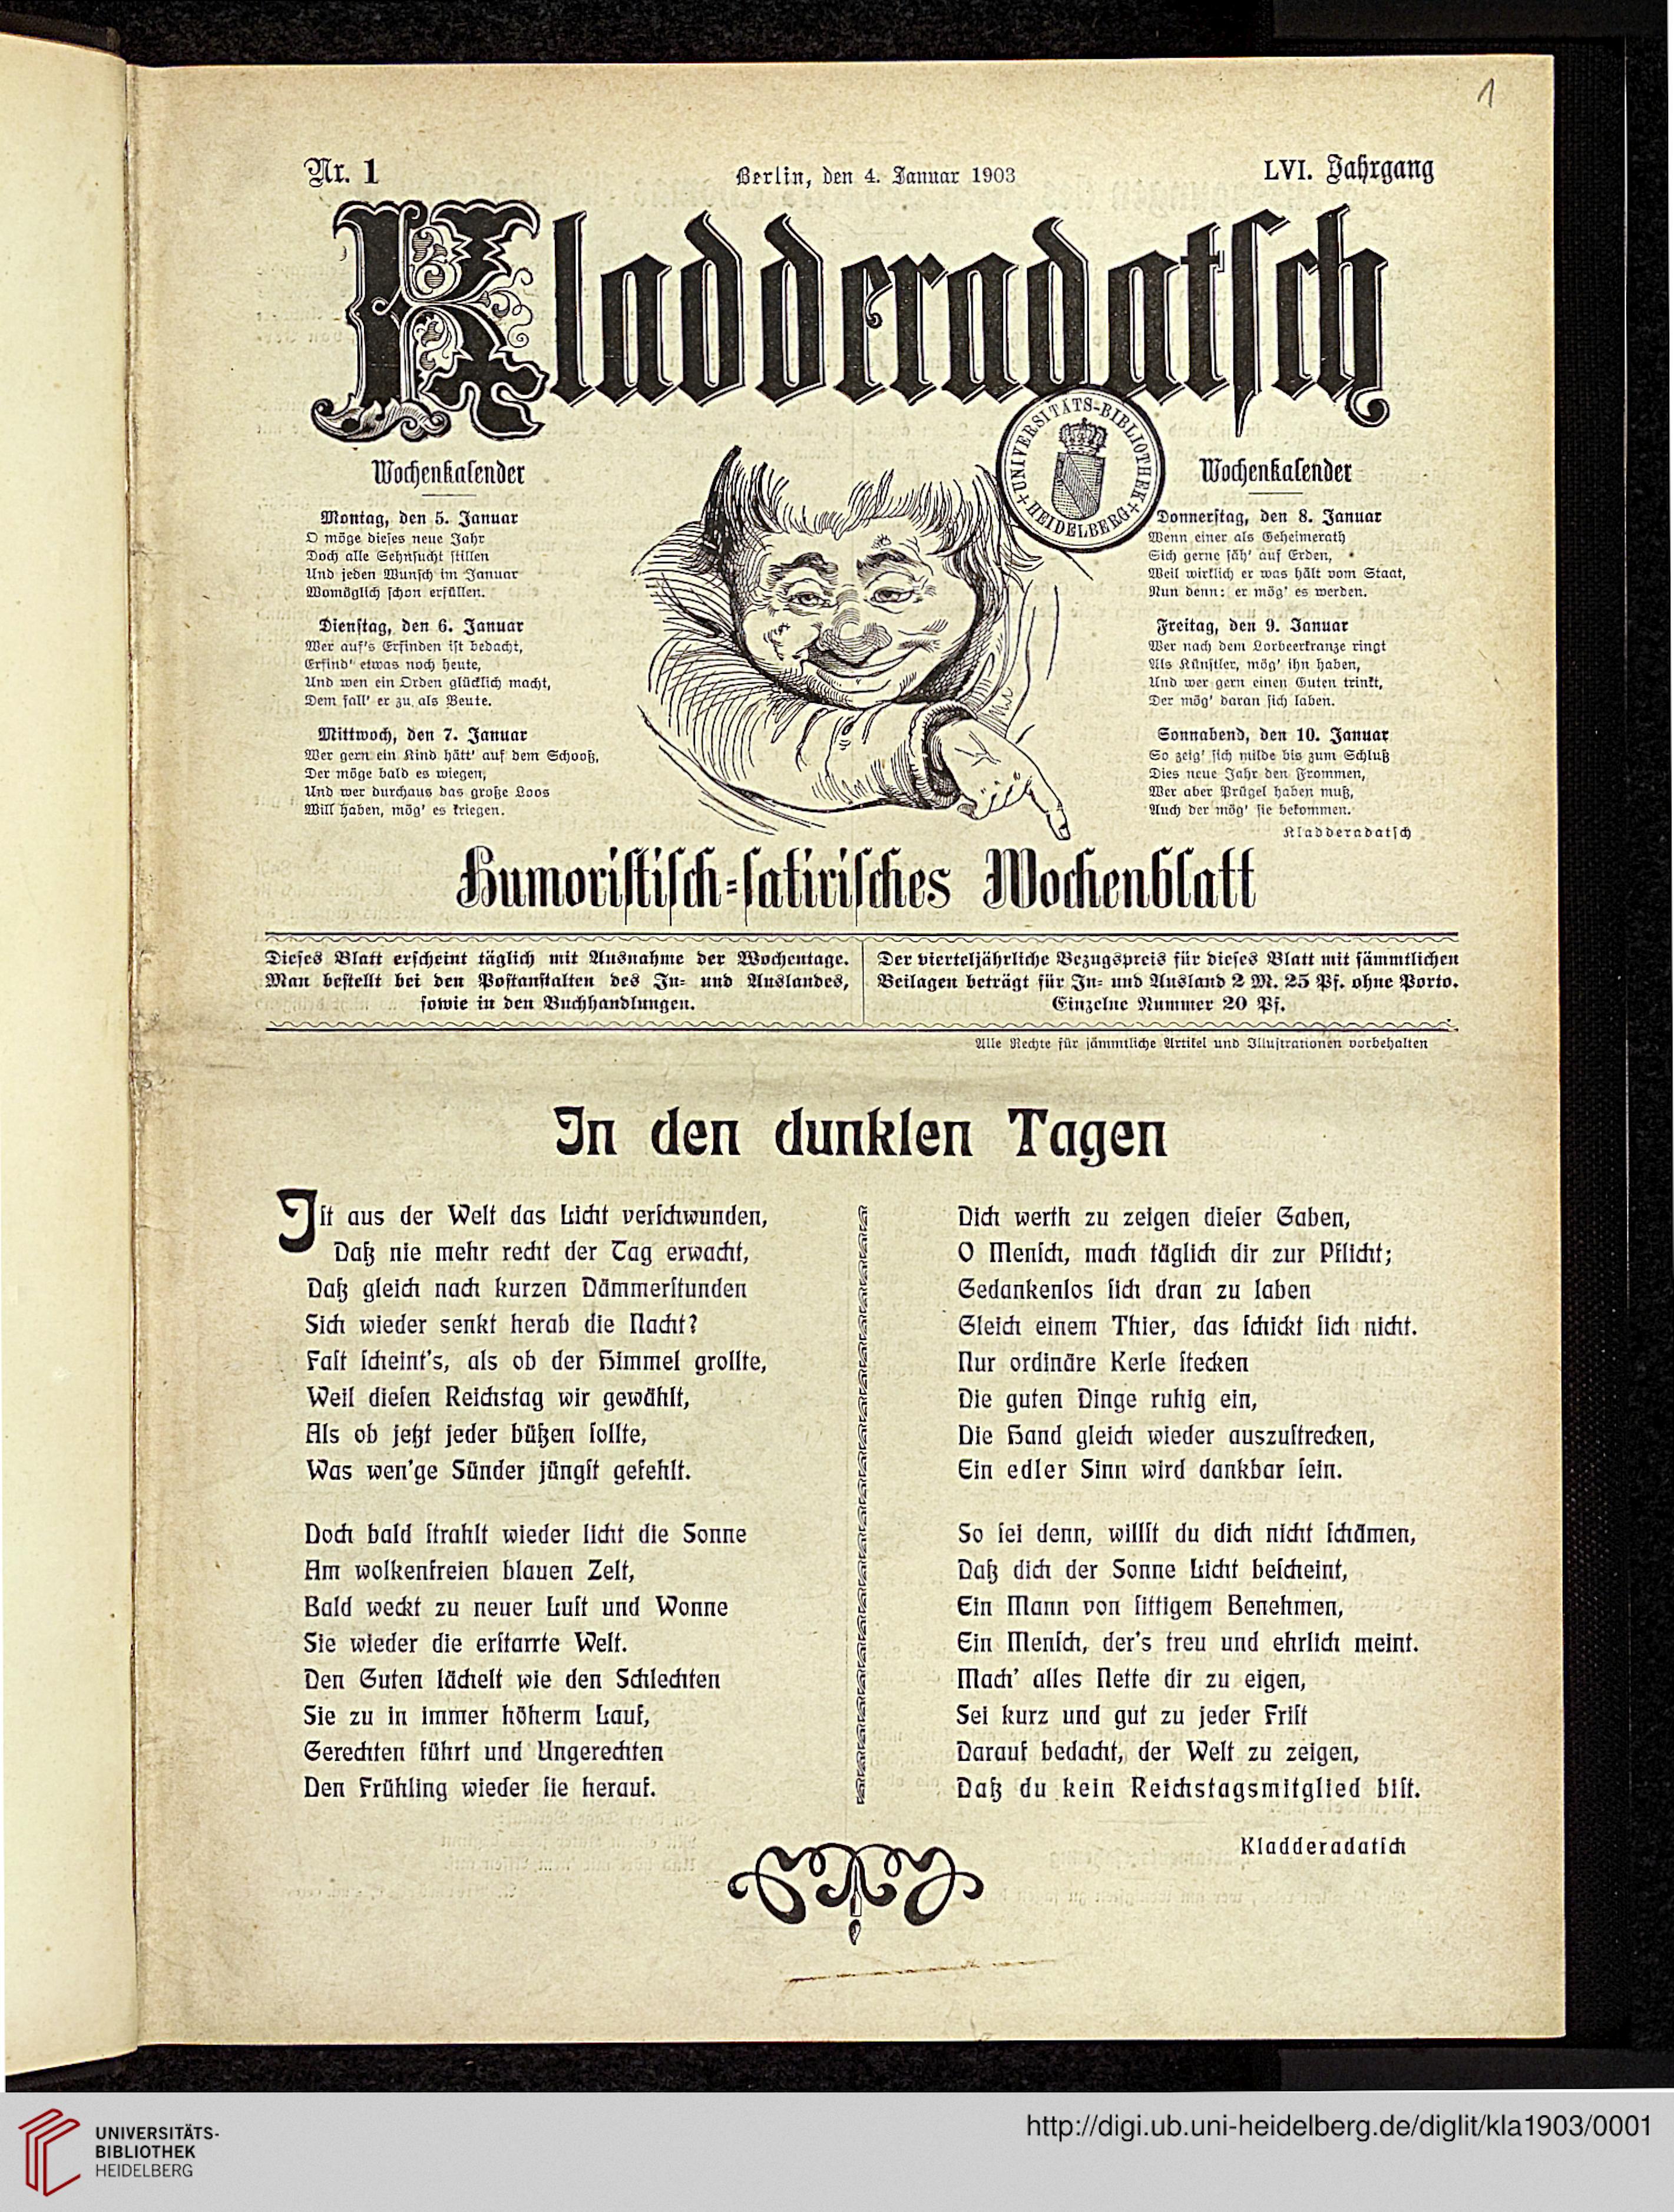 1
Nr. 1
Berlin, den 4. Januar 1903
LVI. Jahrgang
Kladderadatsch
UNIVERSITÄTS-BIBLIOTHEK
HEIDELBERG
Wochenkalender
Montag, den 5. Januar
O möge dieses neue Jahr
Doch alle Sehnsucht stillen
Und jeden Wunsch im Januar
Womöglich schon erfüllen.
Dienstag, den 6. Januar
Wer auf's Erfinden ist bedacht,
Erfind' etwas noch heute,
Und wen ein Orden glücklich macht,
Dem fall' er zu als Beute.
Mittwoch, den 7. Januar
Wer gern ein Kind hätt' auf dem Schooß,
Der möge bald es wiegen,
Und wer durchaus das große Loos
Will haben, mög' es kriegen.
Wochenkalender
Donnerstag, den 8. Januar
Wenn einer als Geheimerath
Sich gerne säh' auf Erden,
Weil wirklich er was hält vom Staat,
Nun denn: er mög' es werden.
Freitag, den 9. Januar
Wer nach dem Lorbeerkranze ringt
Als Künstler, mög' ihn haben,
Und wer gern einen Guten trinkt,
Der mög' daran sich laben.
Sonnabend, den 10. Januar
So zeig' sich milde bis zum Schluß
Dies neue Jahr den Frommen,
Wer aber Prügel haben muß,
Auch der mög' sie bekommen.
Kladderadatsch
Humoristisch-satirisches Wochenblatt
Dieses Blatt erscheint täglich mit Ausnahme der Wochentage.
Man bestellt bei den Postanstalten des In- und Auslandes,
sowie in den Buchhandlungen.
Der vierteljährliche Bezugspreis für dieses Blatt mit sämmtlichen
Beilagen beträgt für In- und Ausland 2 M. 25 Pf. ohne Porto.
Einzelne Nummer 20 Pf.
Alle Rechte für sämmtliche Artikel und Illustrationen vorbehalten
In den dunklen Tagen
Ist aus der Welt das Licht verschwunden,
Daß nie mehr recht der Tag erwacht,
Daß gleich nach kurzen Dämmerstunden
Sich wieder senkt herab die Nacht?
Fast scheint's, als ob der Himmel grollte,
Weil diesen Reichstag wir gewählt,
Als ob jetzt jeder büßen sollte,
Was wen'ge Sünder jüngst gefehlt.
Doch bald strahlt wieder licht die Sonne
Am wolkenfreien blauen Zelt,
Bald weckt zu neuer Lust und Wonne
Sie wieder die erstarrte Welt.
Den Guten lächelt wie den Schlechten
Sie zu in immer höherm Lauf,
Gerechten führt und Ungerechten
Den Frühling wieder sie herauf.
Dich werth zu zeigen dieser Gaben,
O Mensch, mach täglich dir zur Pflicht;
Gedankenlos sich dran zu laben
Gleich einem Thier, das schickt sich nicht.
Nur ordinäre Kerle stecken
Die guten Dinge ruhig ein,
Die Hand gleich wieder auszustrecken,
Ein edler Sinn wird dankbar sein.
So sei denn, willst du dich nicht schämen,
Daß dich der Sonne Licht bescheint,
Ein Mann von sittigem Benehmen,
Ein Mensch, der's treu und ehrlich meint.
Mach' alles Nette dir zu eigen,
Sei kurz und gut zu jeder Frist
Darauf bedacht, der Welt zu zeigen,
Daß du kein Reichstagsmitglied bist.
Kladderadatsch
UNIVERSITÄTS-
BIBLIOTHEK
HEIDELBERG
http://digi.ub.uni-heidelberg.de/diglit/kla1903/0001